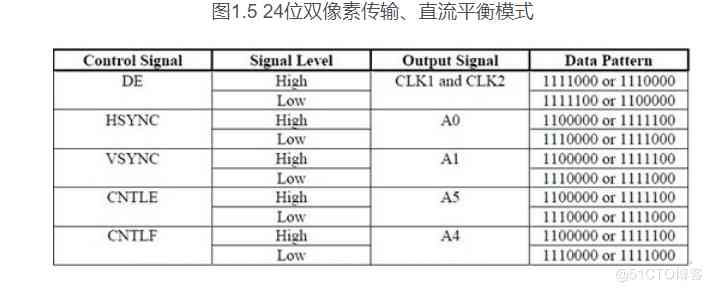 图1.5 24位双像素传输、直流平衡模式
Control Signal Signal Level Output Signal Data Pattern
DE High CLK1 and CLK2 1111000 or 1110000
Low 1111100 or 1100000
HSYNC High A0 1100000 or 1111100
Low 1110000 or 1111000
VSYNC High A1 1100000 or 1111100
Low 1110000 or 1111000
CNTLE High A5 1100000 or 1111100
Low 1110000 or 1111000
CNTLF High A4 1100000 or 1111100
Low 1110000 or 1111000
@51CTO博客